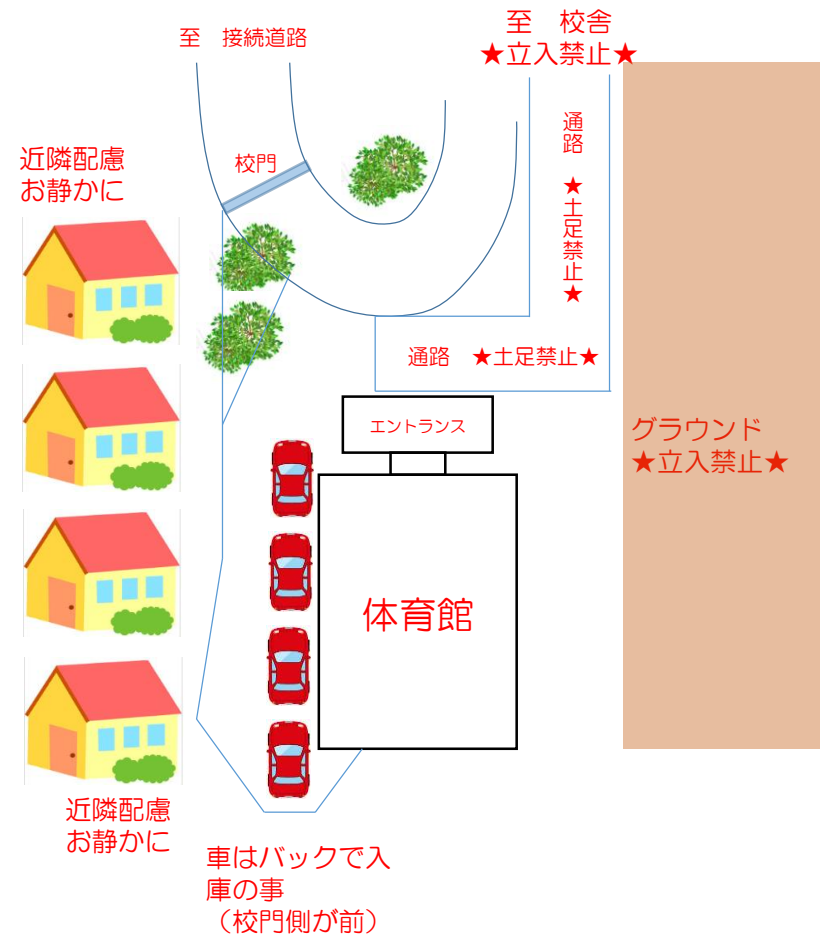 至　校舎
★立入禁止★
至　接続道路
通路　★土足禁止★
校門
近隣配慮
お静かに
通路　★土足禁止★
エントランス
グラウンド
★立入禁止★
体育館
近隣配慮
お静かに
車はバックで入
庫の事
（校門側が前）